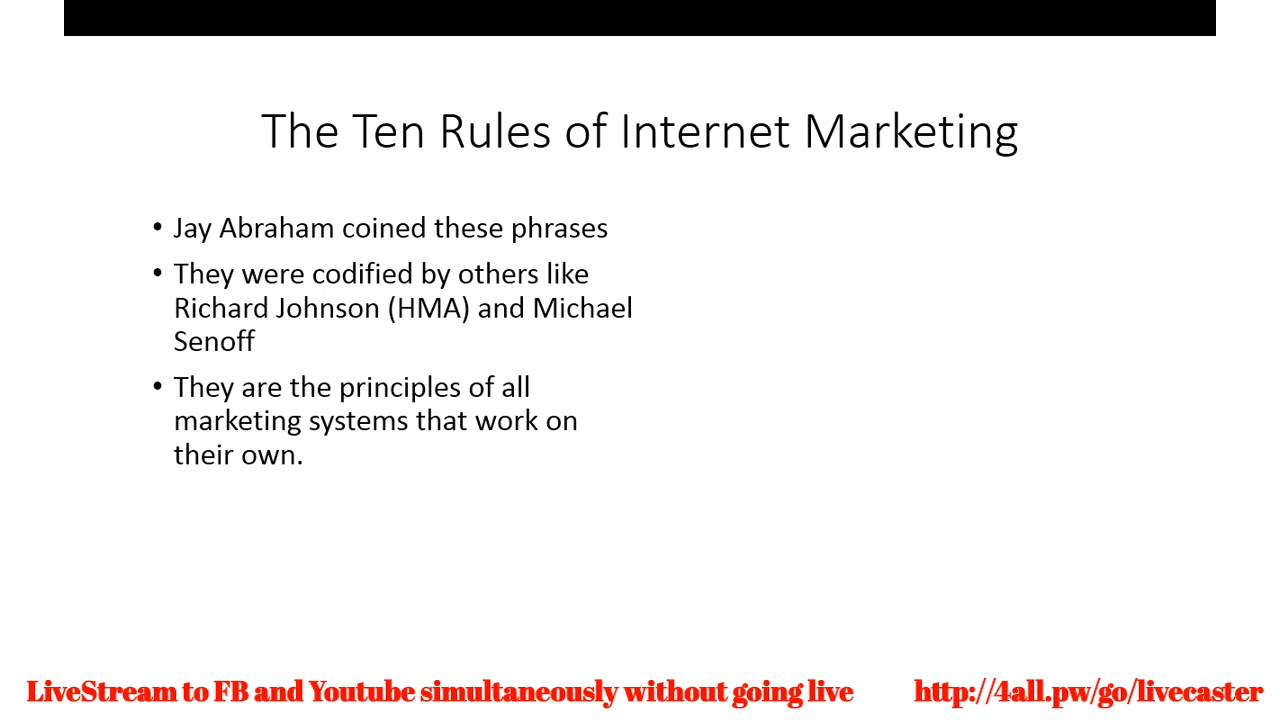 The Ten Rules of Internet Marketing
• Jay Abraham coined these phrases
• They were codified by others like
Richard Johnson (HMA) and Michael
Senoff
• They are the principles of all
marketing systems that work on
their own.
LiveStream to FB and Youtube simultaneously without going live http://4all.pw/go/livecaster